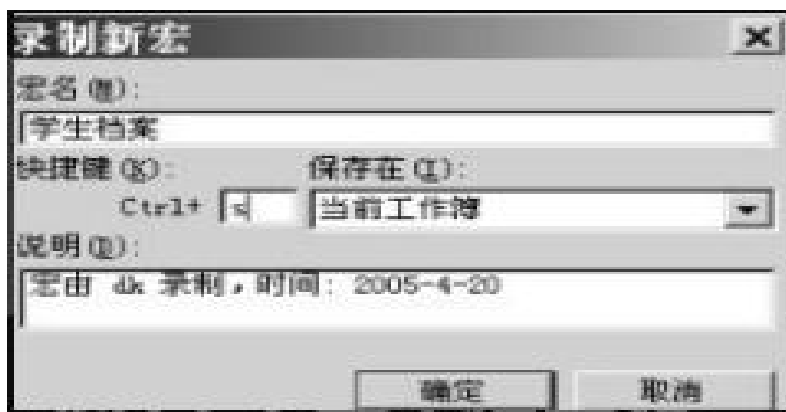 录制新宏
宏名(M):
学生档案
快捷键(K): 保存在(I):
Ctrl+ s 当前工作簿
说明(D):
宏由 dk 录制，时间: 2005-4-20
确定 取消